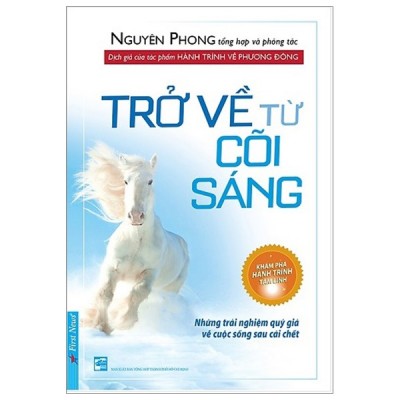 NGUYÊN PHONG tổng hợp và phóng tác
Dịch giả của tác phẩm HÀNH TRÌNH VỀ PHƯƠNG ĐÔNG
TRỞ VỀ TỪ
CÕI
SÁNG
KHÁM PHÁ
HÀNH TRÌNH
TÂM LINH
Những trải nghiệm quý giá
về cuộc sống sau cái chết
First News